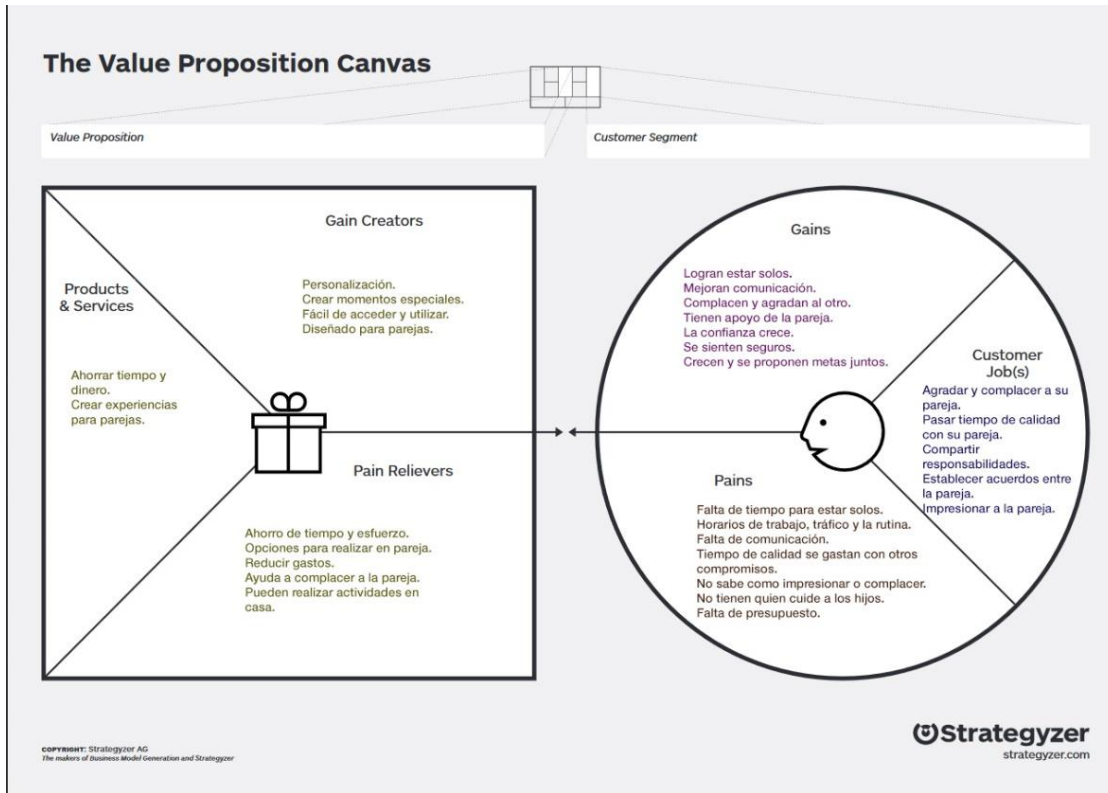 The Value Proposition Canvas
Value Proposition
Customer Segment
Gain Creators
Personalización.
Crear momentos especiales.
Fácil de acceder y utilizar.
Diseñado para parejas.
Products
& Services
Ahorrar tiempo y
dinero.
Crear experiencias
para parejas.
Pain Relievers
Ahorro de tiempo y esfuerzo.
Opciones para realizar en pareja.
Reducir gastos.
Ayuda a complacer a la pareja.
Pueden realizar actividades en
casa.
Gains
Logran estar solos.
Mejoran comunicación.
Complacen y agradan al otro.
Tienen apoyo de la pareja.
La confianza crece.
Se sienten seguros.
Crecen y se proponen metas juntos.
Customer
Job(s)
Agradar y complacer a su
pareja.
Pasar tiempo de calidad
con su pareja.
Compartir
responsabilidades.
Establecer acuerdos entre
la pareja.
Impresionar a la pareja.
Pains
Falta de tiempo para estar solos.
Horarios de trabajo, tráfico y la rutina.
Falta de comunicación.
Tiempo de calidad se gastan con otros
compromisos.
No sabe como impresionar o complacer.
No tienen quien cuide a los hijos.
Falta de presupuesto.
COPYRIGHT: Strategyzer AG
The makers of Business Model Generation and Strategyzer
Strategyzer
strategyzer.com